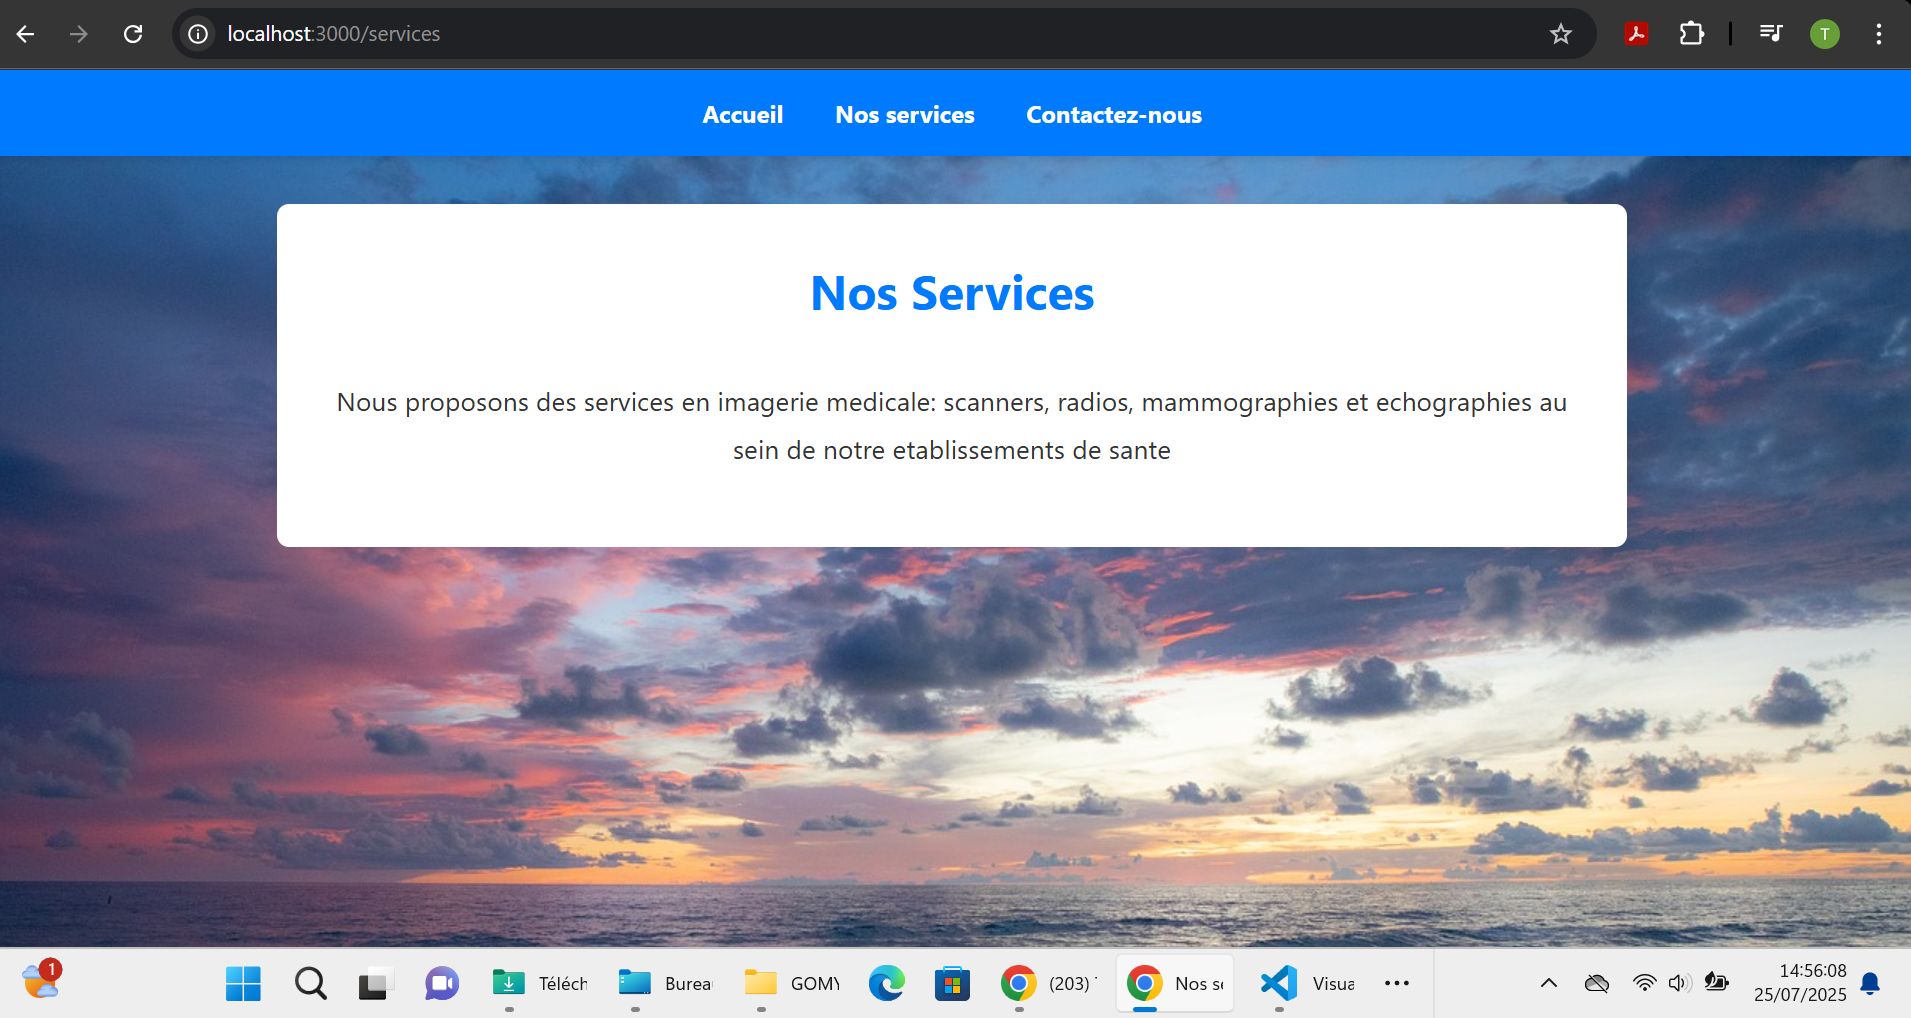 localhost:3000/services
T
Accueil Nos services Contactez-nous
Nos Services
Nous proposons des services en imagerie medicale: scanners, radios, mammographies et echographies au
sein de notre etablissements de sante
1
Téléch
Burea
GOMY
(203)
Nos se
Visua
14:56:08
25/07/2025